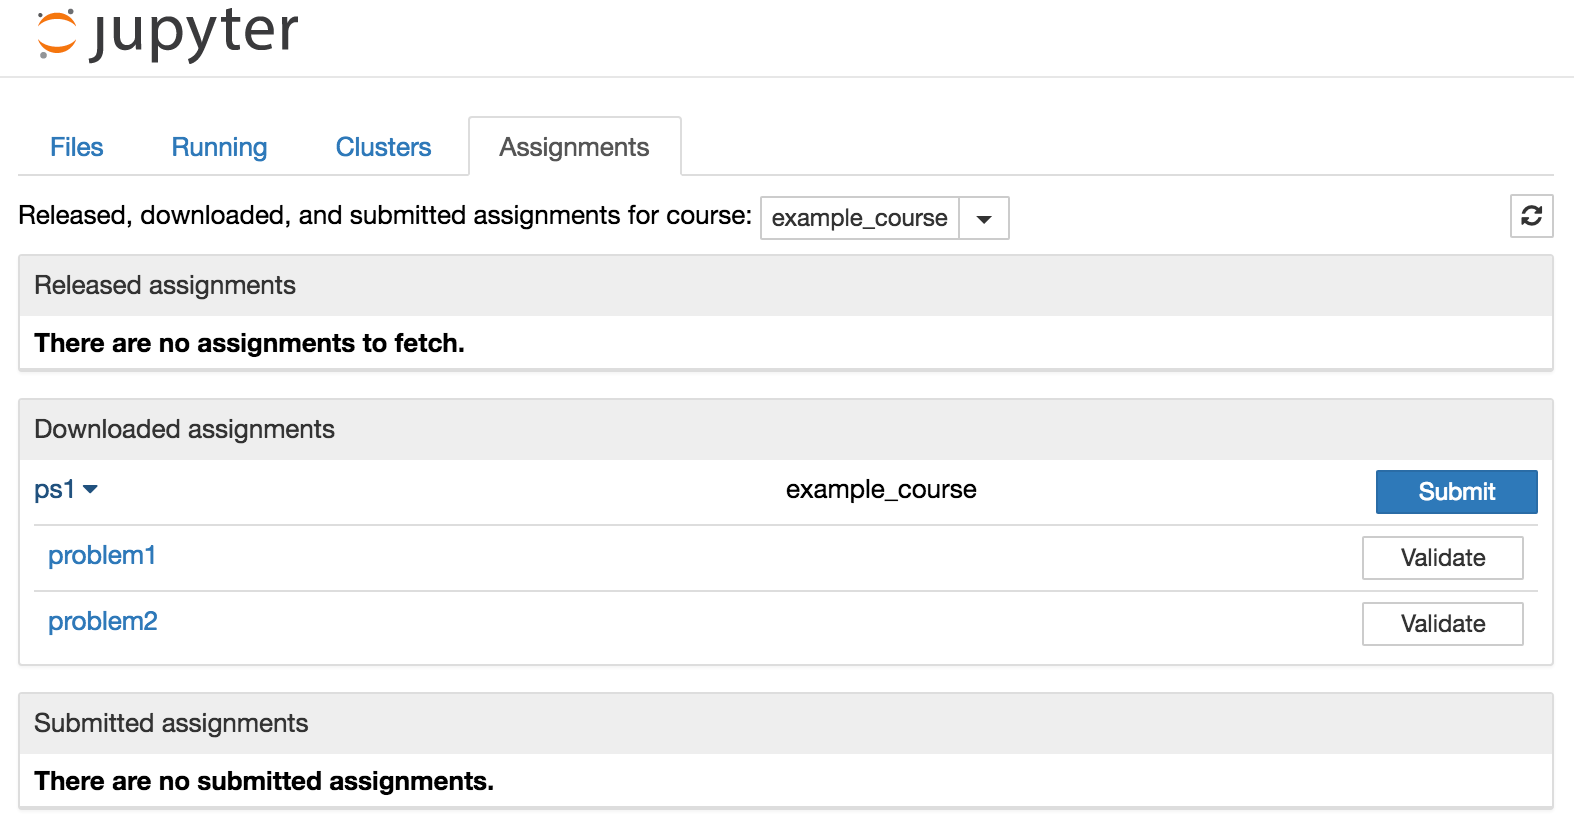 jupyter
Files Running Clusters Assignments
Released, downloaded, and submitted assignments for course: example_course
Released assignments
There are no assignments to fetch.
Downloaded assignments
ps1 example_course Submit
problem1 Validate
problem2 Validate
Submitted assignments
There are no submitted assignments.